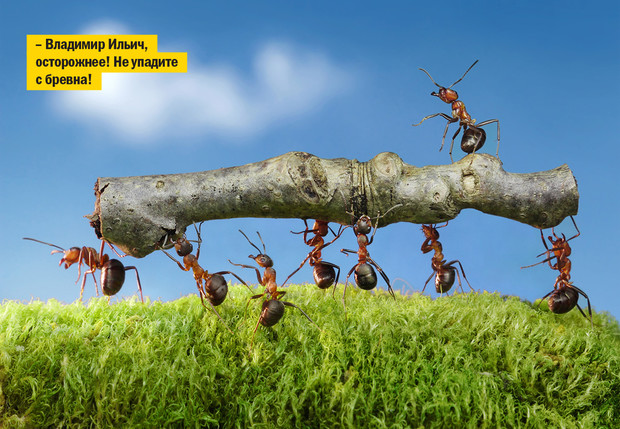 – Владимир Ильич,
осторожнее! Не упадите
с бревна!